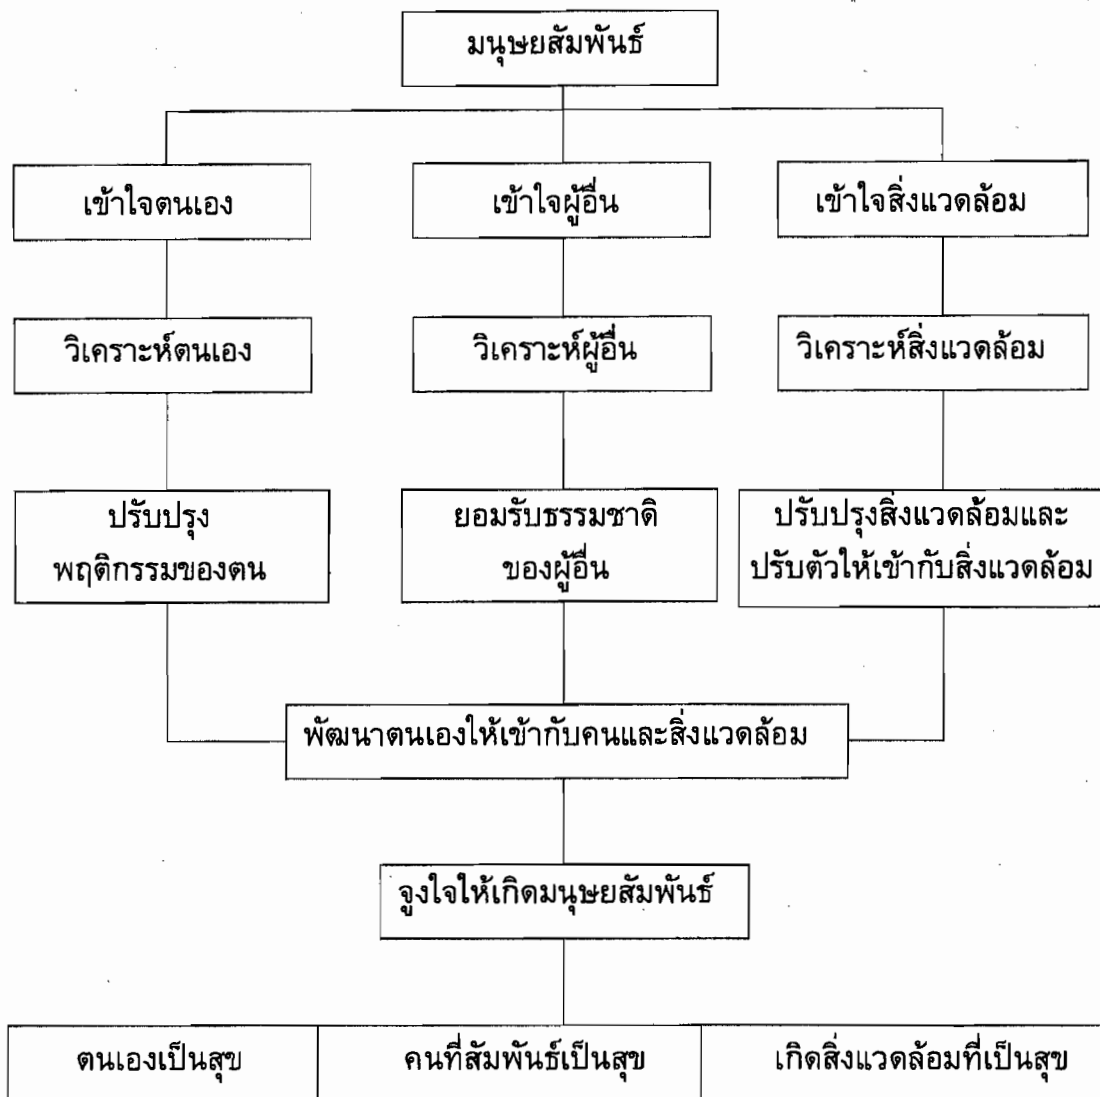 มนุษยสัมพันธ์
เข้าใจตนเอง
เข้าใจผู้อื่น
เข้าใจสิ่งแวดล้อม
วิเคราะห์ตนเอง
วิเคราะห์ผู้อื่น
วิเคราะห์สิ่งแวดล้อม
ปรับปรุง
พฤติกรรมของตน
ยอมรับธรรมชาติ
ของผู้อื่น
ปรับปรุงสิ่งแวดล้อมและ
ปรับตัวให้เข้ากับสิ่งแวดล้อม
พัฒนาตนเองให้เข้ากับคนและสิ่งแวดล้อม
จูงใจให้เกิดมนุษยสัมพันธ์
ตนเองเป็นสุข
คนที่สัมพันธ์เป็นสุข
เกิดสิ่งแวดล้อมที่เป็นสุข